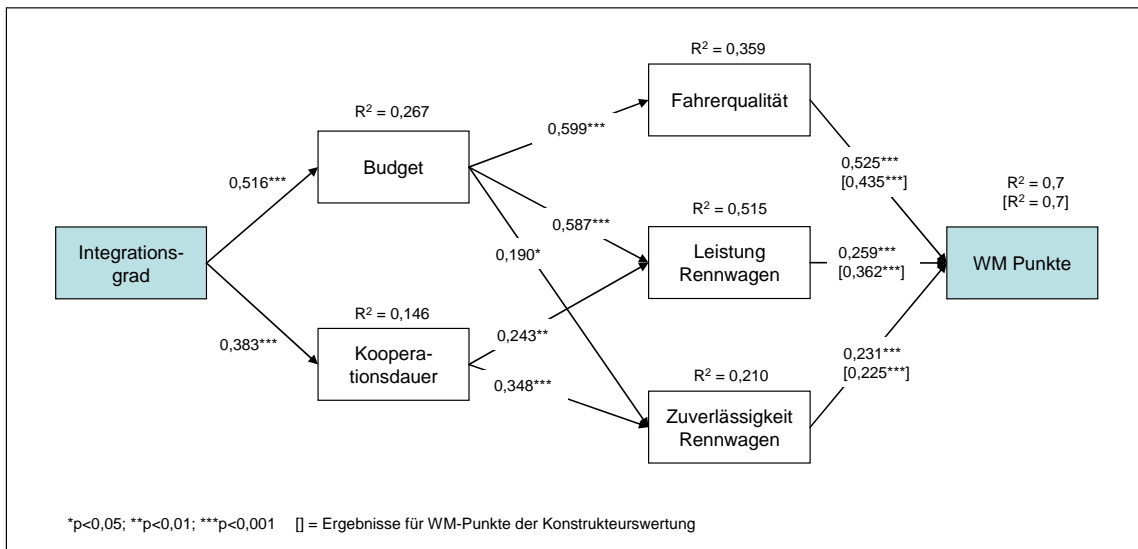 R² = 0,359
Fahrerqualität
R² = 0,267
0,599***
Budget
0,525***
[0,435***]
R² = 0,7
[R² = 0,7]
0,516***
R² = 0,515
0,587***
Integrations-
grad
0,190*
Leistung
Rennwagen
0,259***
[0,362***]
WM Punkte
R² = 0,146
0,383***
Koopera-
tionsdauer
0,243**
0,348***
0,231***
[0,225***]
R² = 0,210
Zuverlässigkeit
Rennwagen
*p<0,05; **p<0,01; ***p<0,001 [] = Ergebnisse für WM-Punkte der Konstrukteurswertung